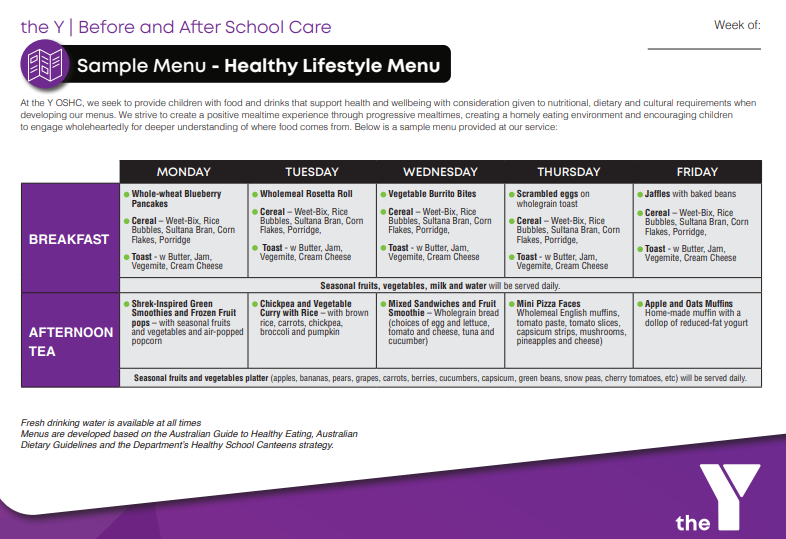 the Y | Before and After School Care
Week of:
Sample Menu - Healthy Lifestyle Menu
At the Y OSHC, we seek to provide children with food and drinks that support health and wellbeing with consideration given to nutritional, dietary and cultural requirements when
developing our menus. We strive to create a positive mealtime experience through progressive mealtimes, creating a homely eating environment and encouraging children
to engage wholeheartedly for deeper understanding of where food comes from. Below is a sample menu provided at our service:
MONDAY
TUESDAY
WEDNESDAY
THURSDAY
FRIDAY
BREAKFAST
Whole-wheat Blueberry
Pancakes
Cereal – Weet-Bix, Rice
Bubbles, Sultana Bran, Corn
Flakes, Porridge
Toast - w Butter, Jam,
Vegemite, Cream Cheese
Wholemeal Rosetta Roll
Cereal – Weet-Bix, Rice
Bubbles, Sultana Bran, Corn
Flakes, Porridge,
Toast - w Butter, Jam,
Vegemite, Cream Cheese
Vegetable Burrito Bites
Cereal – Weet-Bix, Rice
Bubbles, Sultana Bran, Corn
Flakes, Porridge,
Toast - w Butter, Jam,
Vegemite, Cream Cheese
Scrambled eggs on
wholegrain toast
Cereal – Weet-Bix, Rice
Bubbles, Sultana Bran, Corn
Flakes, Porridge,
Toast - w Butter, Jam,
Vegemite, Cream Cheese
Jaffles with baked beans
Cereal – Weet-Bix, Rice
Bubbles, Sultana Bran, Corn
Flakes, Porridge,
Toast - w Butter, Jam,
Vegemite, Cream Cheese
Seasonal fruits, vegetables, milk and water will be served daily.
AFTERNOON
TEA
Shrek-Inspired Green
Smoothies and Frozen Fruit
pops – with seasonal fruits
and vegetables and air-popped
popcorn
Chickpea and Vegetable
Curry with Rice – with brown
rice, carrots, chickpea,
broccoli and pumpkin
Mixed Sandwiches and Fruit
Smoothie – Wholegrain bread
(choices of egg and lettuce,
tomato and cheese, tuna and
cucumber)
Mini Pizza Faces
Wholemeal English muffins,
tomato paste, tomato slices,
capsicum strips, mushrooms,
pineapples and cheese)
Apple and Oats Muffins
Home-made muffin with a
dollop of reduced-fat yogurt
Seasonal fruits and vegetables platter (apples, bananas, pears, grapes, carrots, berries, cucumbers, capsicum, green beans, snow peas, cherry tomatoes, etc) will be served daily.
Fresh drinking water is available at all times
Menus are developed based on the Australian Guide to Healthy Eating, Australian
Dietary Guidelines and the Department's Healthy School Canteens strategy.
the Y